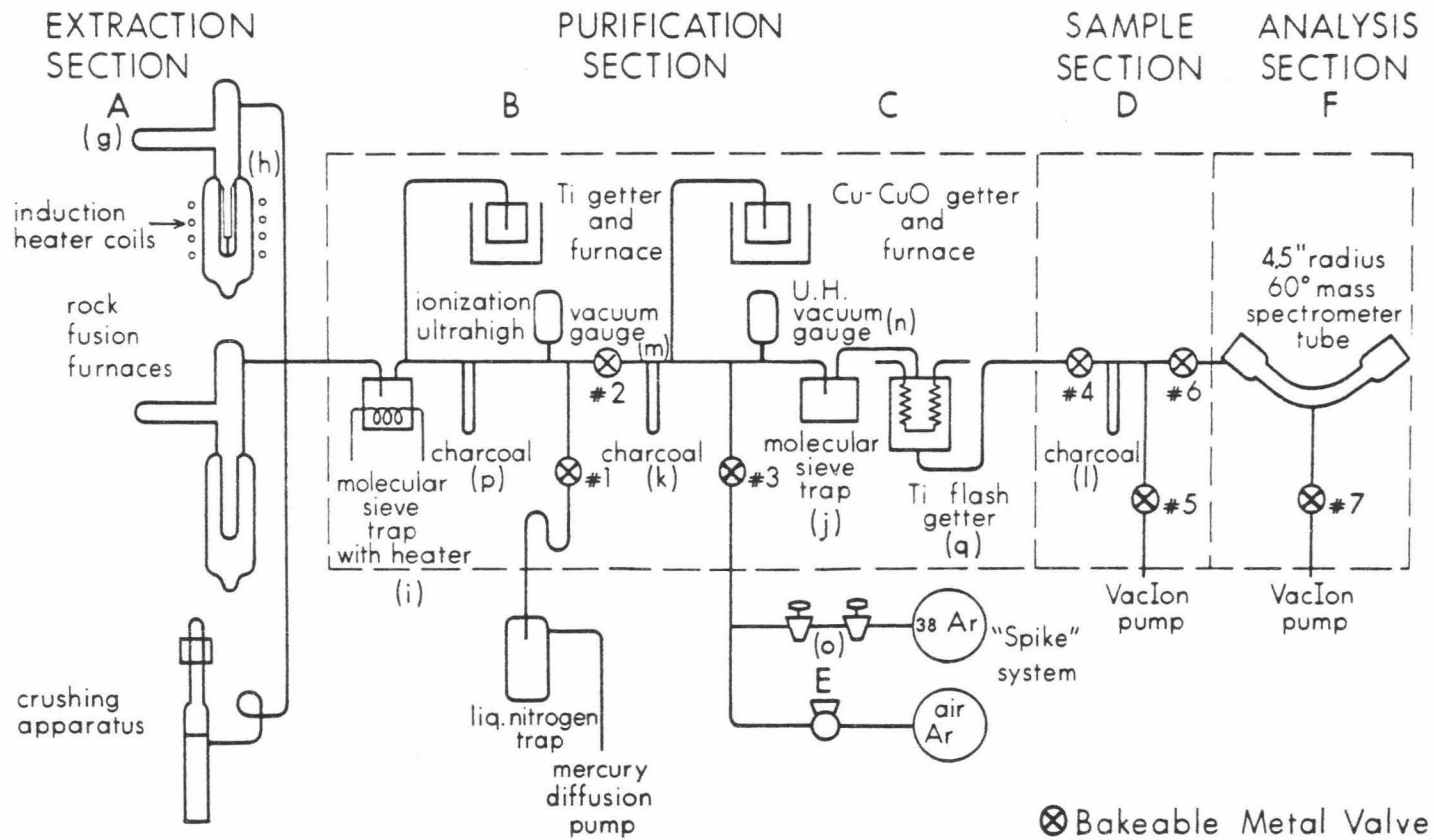 EXTRACTION
SECTION
A
(g)
(h)
induction
heater coils
rock
fusion
furnaces
crushing
apparatus
PURIFICATION
SECTION
B
C
Ti getter
and
furnace
Cu-CuO getter
and
furnace
ionization
ultrahigh
vacuum
gauge
(m)
U.H.
vacuum
gauge
(n)
#2
charcoal
(p)
#1
charcoal
(k)
#3
molecular
sieve
trap
with heater
(i)
molecular
sieve
trap
(j)
Ti flash
getter
(q)
liq. nitrogen
trap
mercury
diffusion
pump
(o)
E
38 Ar
"Spike"
system
air
Ar
SAMPLE
SECTION
D
#4
#6
charcoal
(l)
#5
VacIon
pump
ANALYSIS
SECTION
F
4,5" radius
60° mass
spectrometer
tube
#7
VacIon
pump
Bakeable Metal Valve